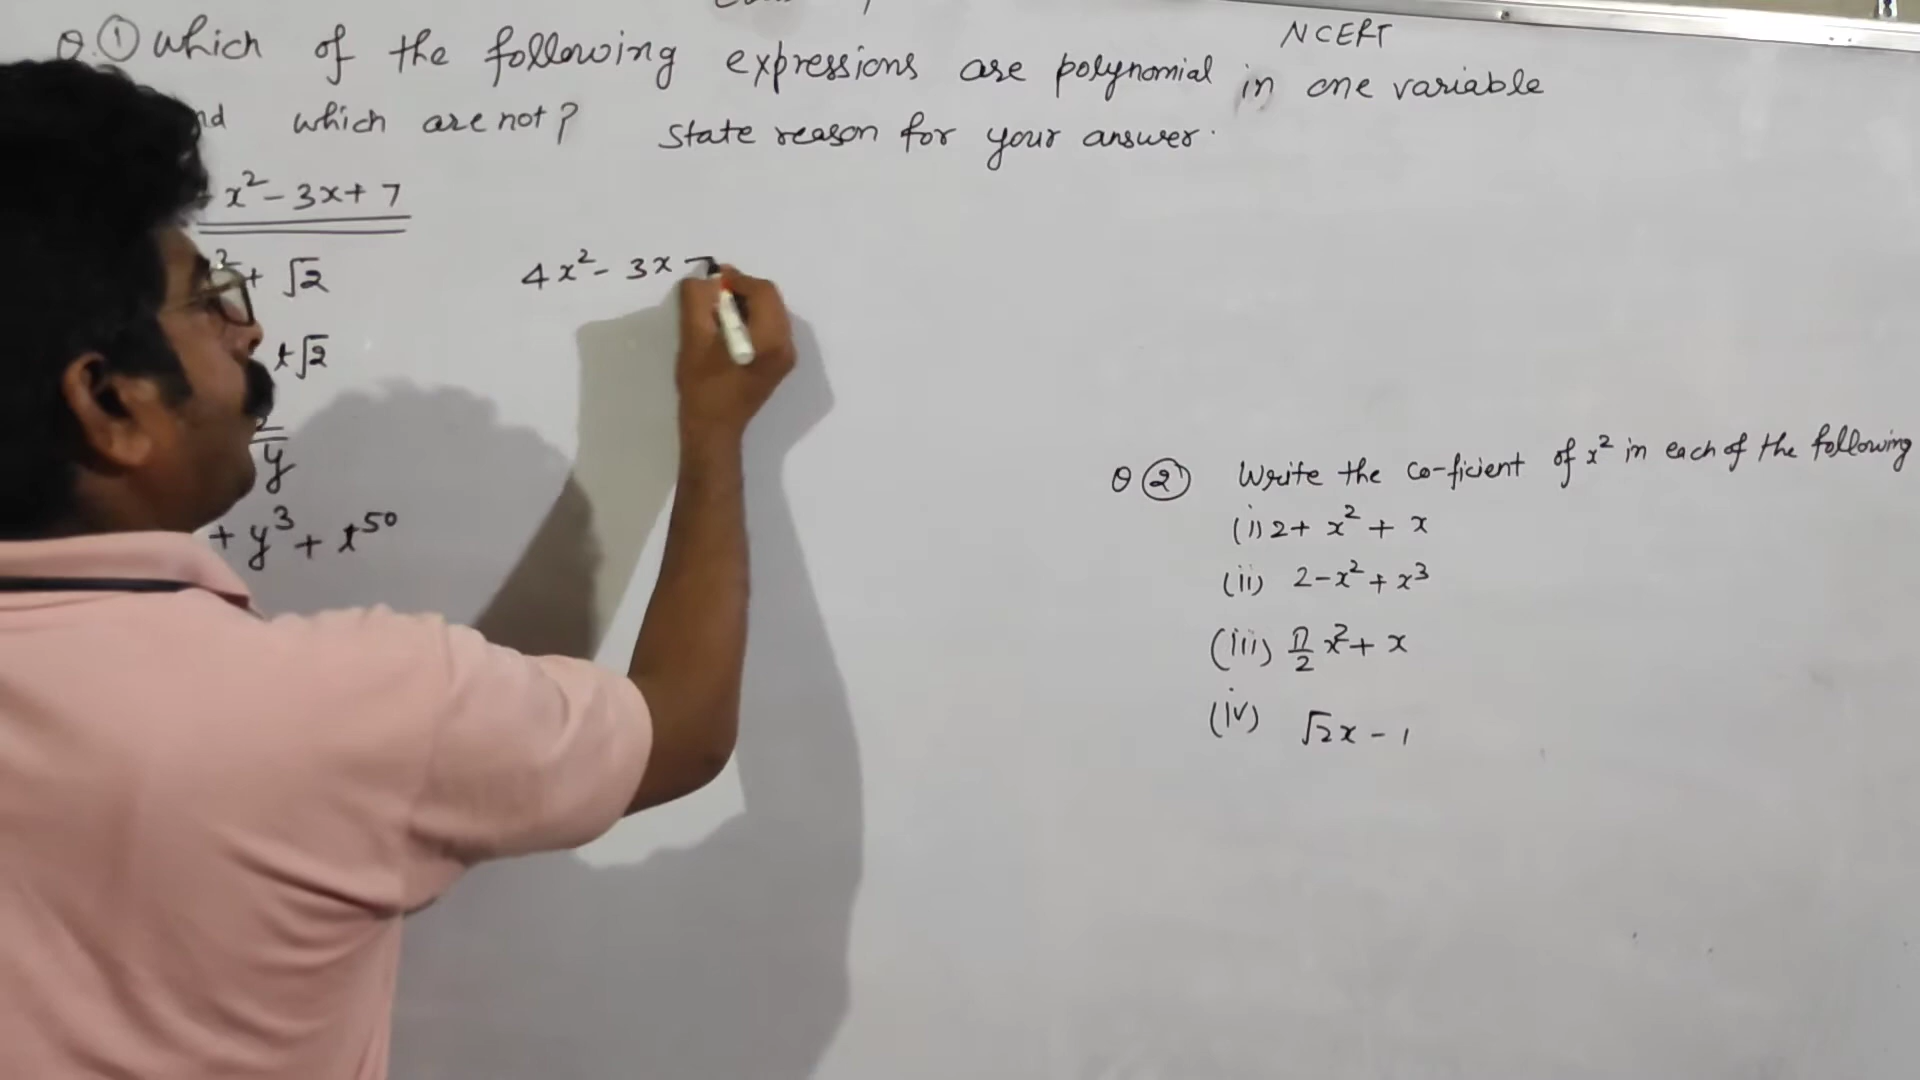 NCERT
Q.① Which of the following expressions are polynomial in one variable
which are not? State reason for your answer.
x² - 3x + 7
² + √2
4x² - 3x
t√2
y
+ y³ + t⁵⁰
Q ② Write the co-ficient of x² in each of the following
(i) 2 + x² + x
(ii) 2 - x² + x³
(iii) π/2 x² + x
(iv) √2x - 1